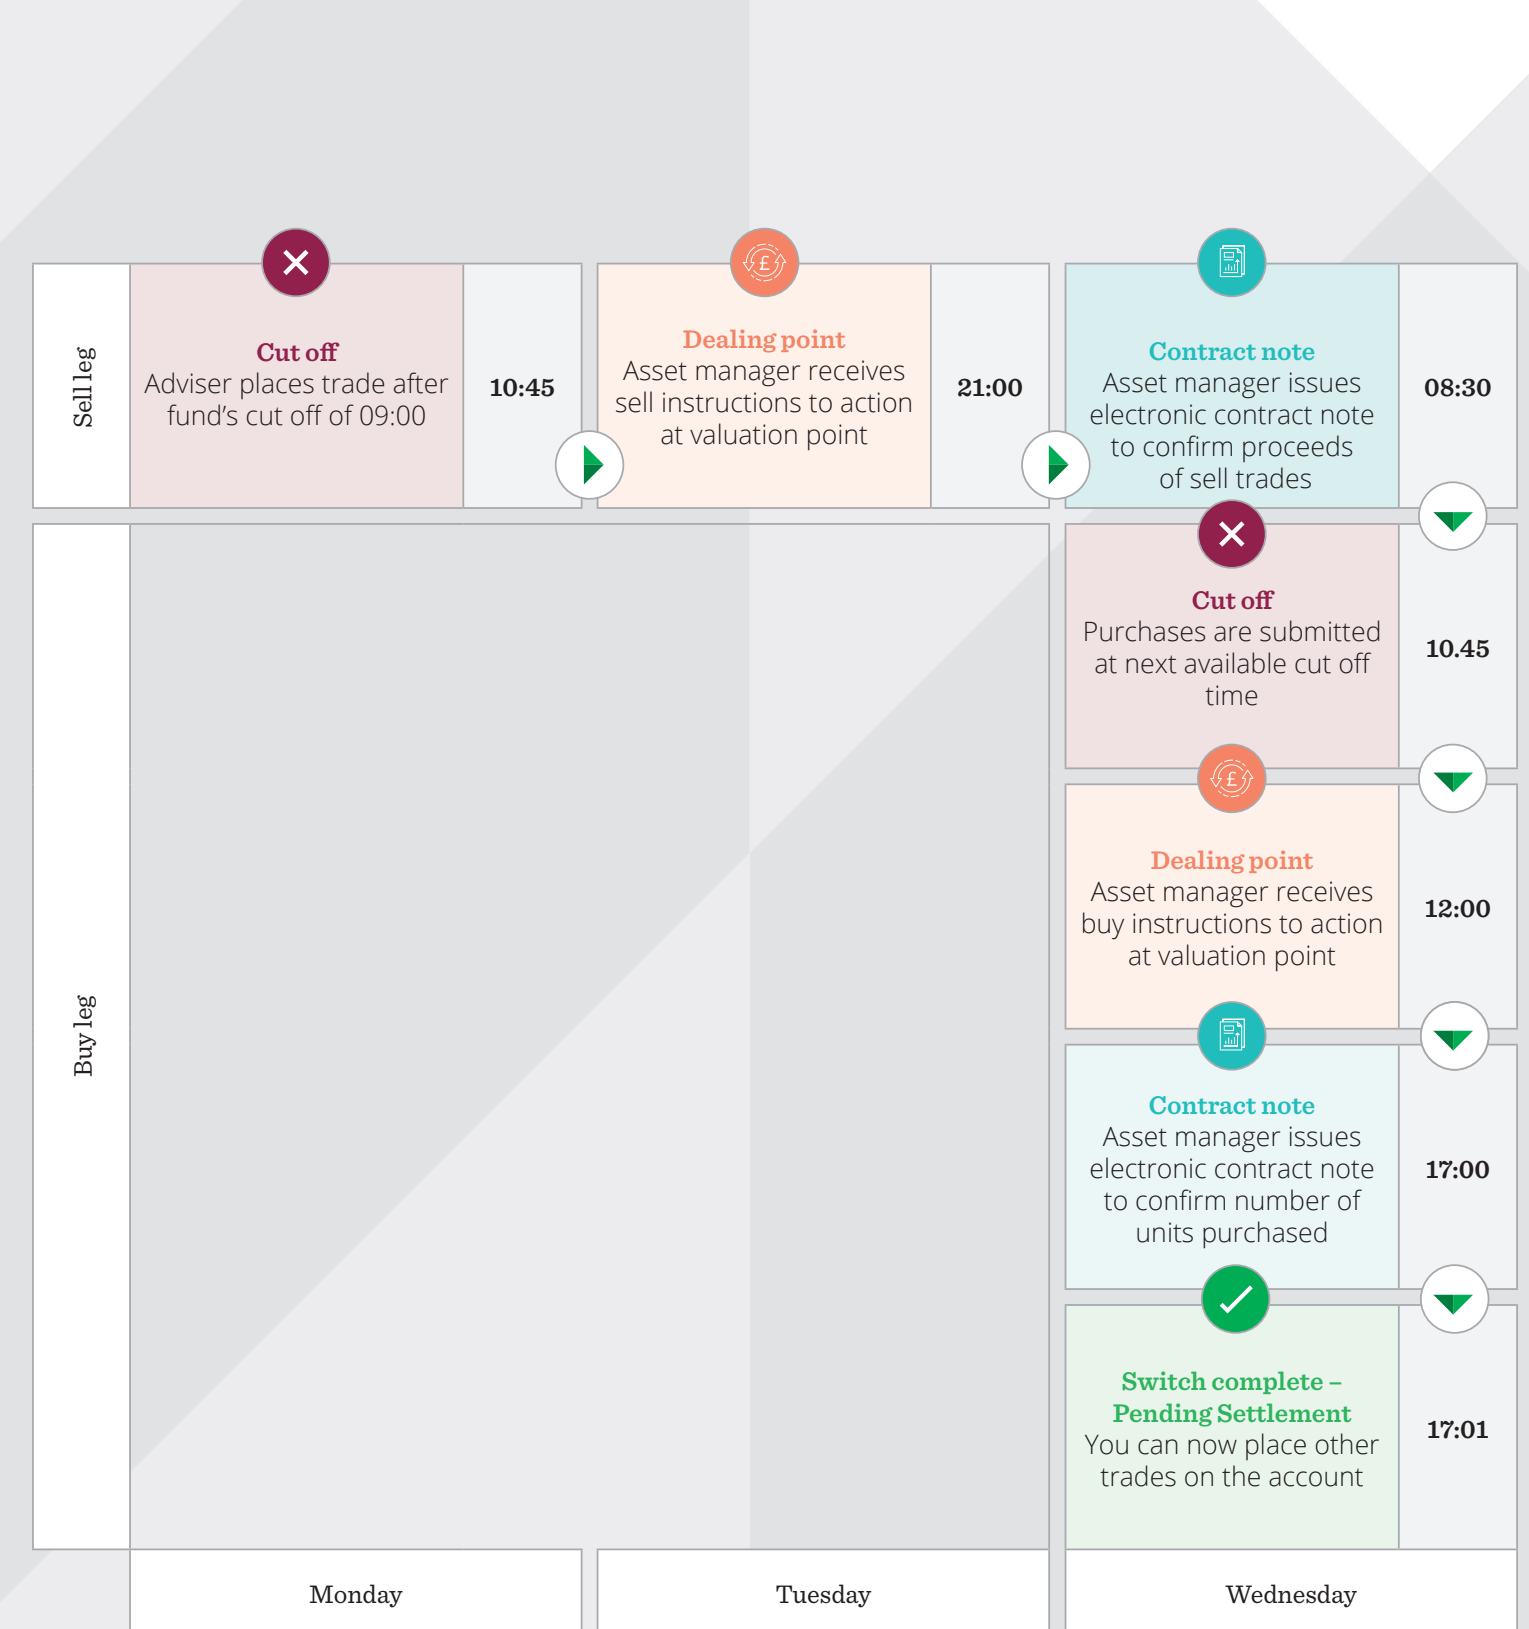 Sell leg
Cut off
Adviser places trade after
fund’s cut off of 09:00
10:45
Dealing point
Asset manager receives
sell instructions to action
at valuation point
21:00
Contract note
Asset manager issues
electronic contract note
to confirm proceeds
of sell trades
08:30
Buy leg
Cut off
Purchases are submitted
at next available cut off
time
10.45
£
Dealing point
Asset manager receives
buy instructions to action
at valuation point
12:00
£
Contract note
Asset manager issues
electronic contract note
to confirm number of
units purchased
17:00
Switch complete –
Pending Settlement
You can now place other
trades on the account
17:01
Monday
Tuesday
Wednesday